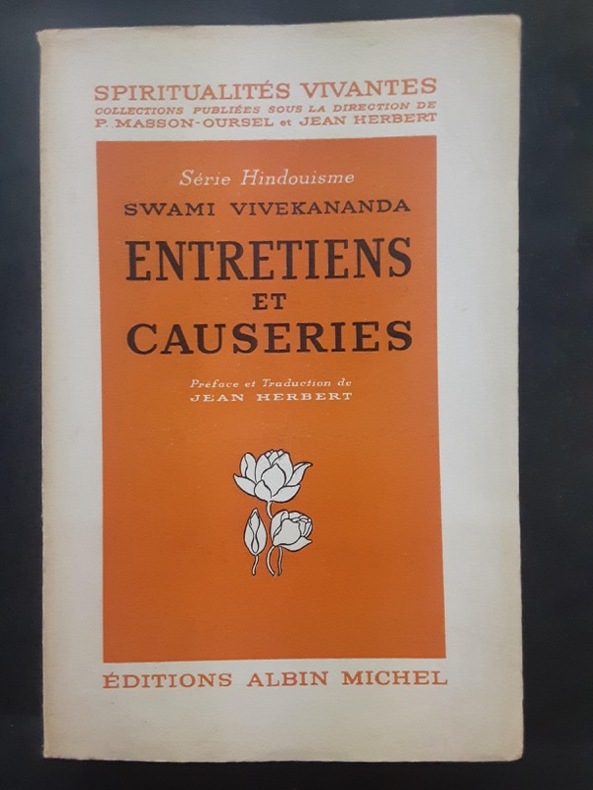 SPIRITUALITÉS VIVANTES
COLLECTIONS PUBLIÉES SOUS LA DIRECTION DE
P. MASSON-OURSEL et JEAN HERBERT
Série Hindouisme
SWAMI VIVEKANANDA
ENTRETIENS
ET
CAUSERIES
Préface et Traduction de
JEAN HERBERT
ÉDITIONS ALBIN MICHEL